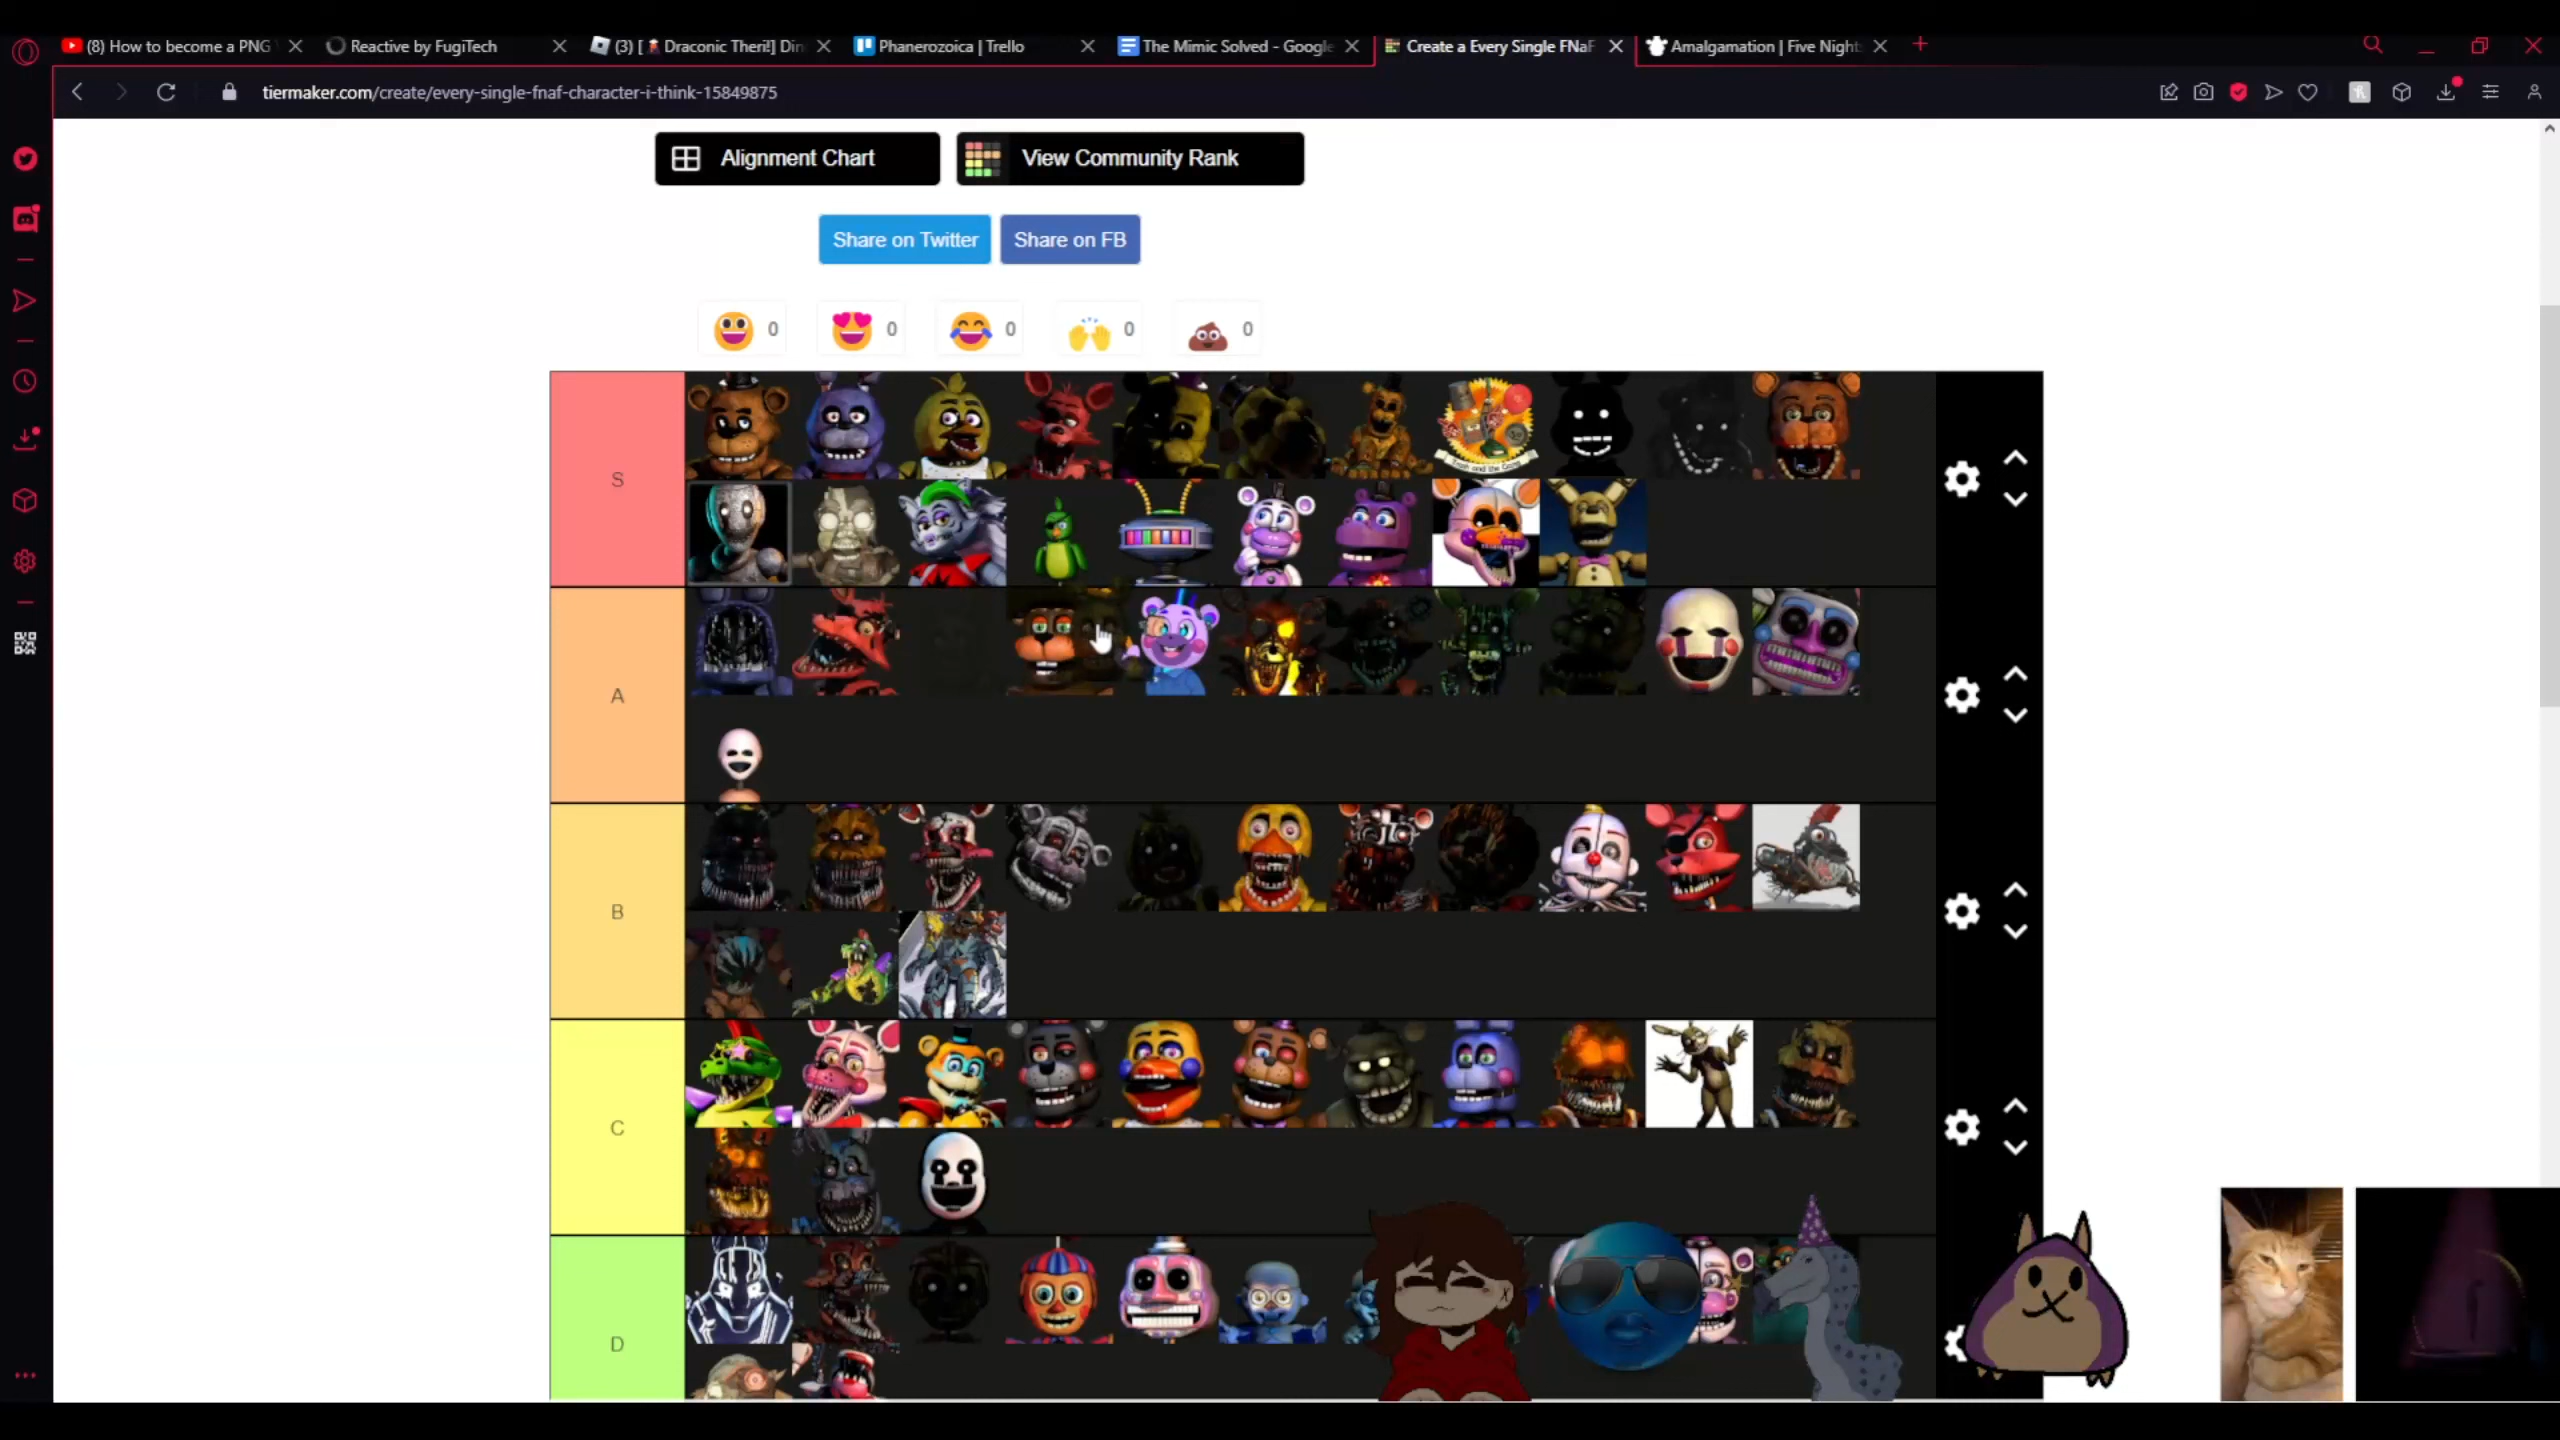 (8) How to become a PNG
Reactive by FugiTech
(3) [ Draconic Theri!] Din
Phanerozoica | Trello
The Mimic Solved - Google
Create a Every Single FNaF
Amalgamation | Five Night
tiermaker.com/create/every-single-fnaf-character-i-think-15849875
Alignment Chart
View Community Rank
Share on Twitter
Share on FB
0 0 0 0 0
S
A
B
C
D